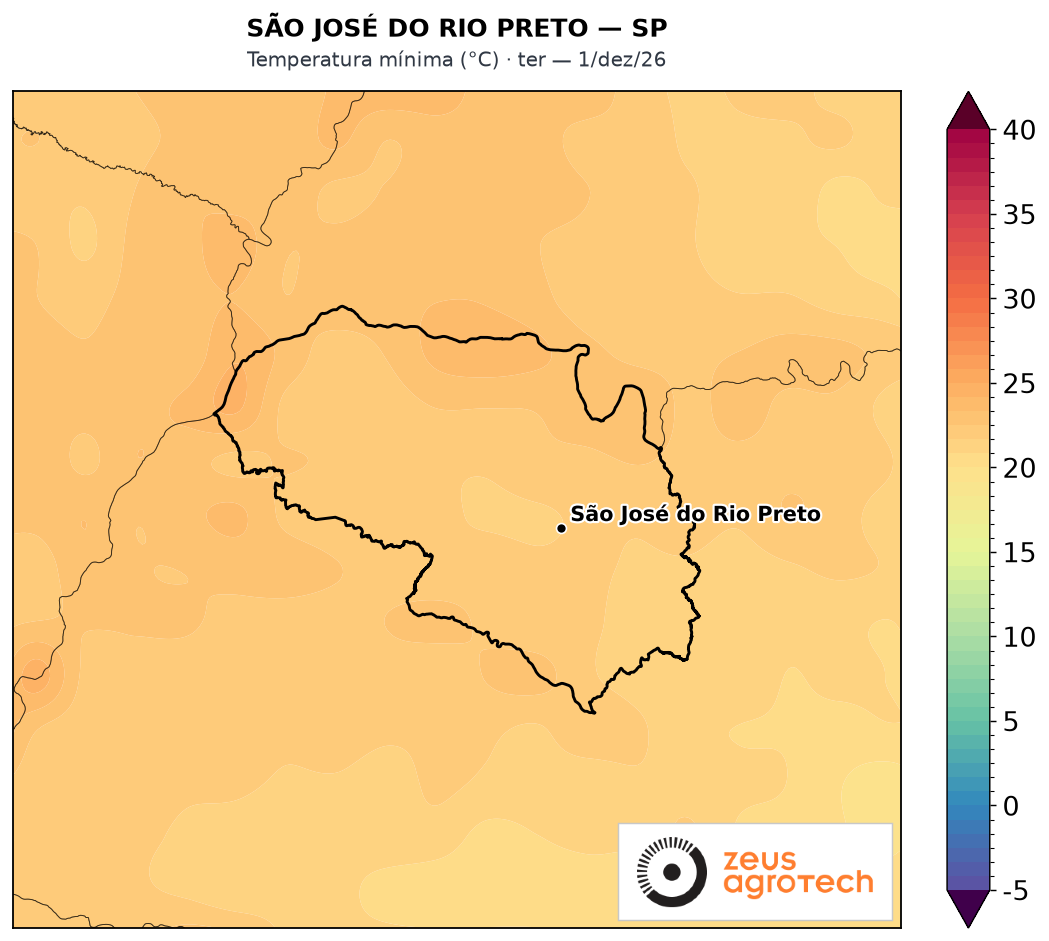 SÃO JOSÉ DO RIO PRETO — SP
Temperatura mínima (°C) · ter — 1/dez/26
40
35
30
25
20
15
10
5
0
-5
São José do Rio Preto
zeus
agrotech